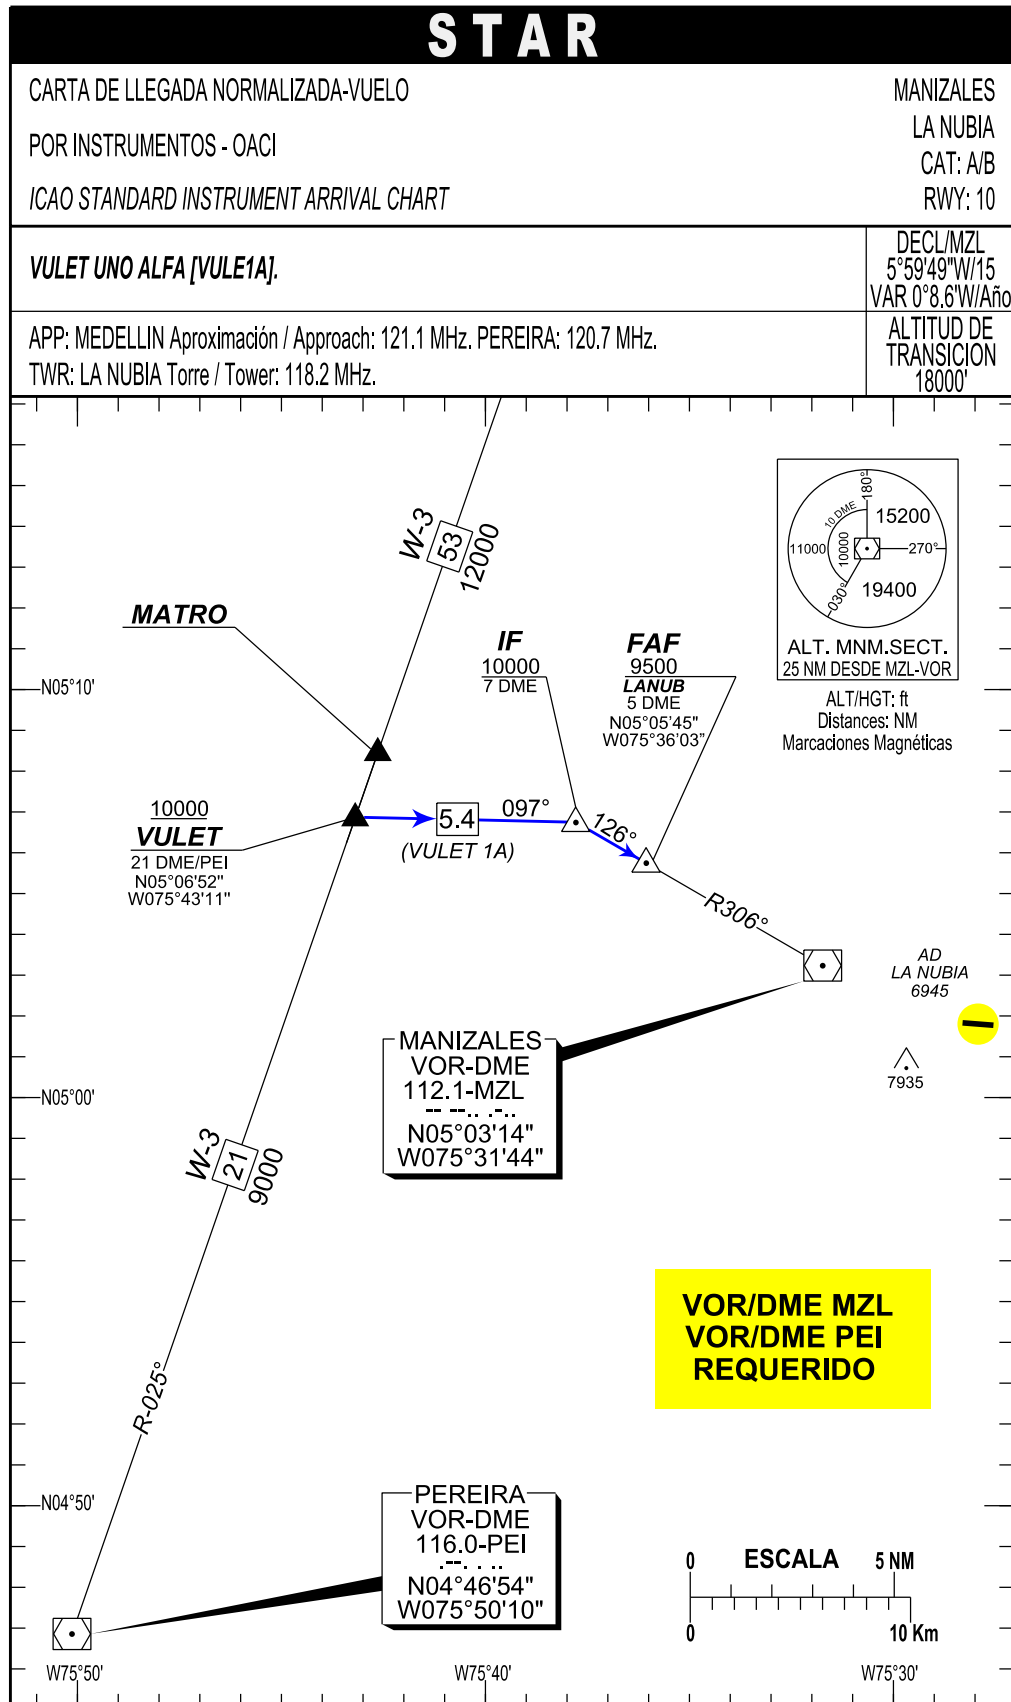 STAR
CARTA DE LLEGADA NORMALIZADA-VUELO
POR INSTRUMENTOS - OACI
ICAO STANDARD INSTRUMENT ARRIVAL CHART
MANIZALES
LA NUBIA
CAT: A/B
RWY: 10
VULET UNO ALFA [VULE1A].
DECL/MZL
5°59'49"W/15
VAR 0°8.6'W/Año
APP: MEDELLIN Aproximación / Approach: 121.1 MHz. PEREIRA: 120.7 MHz.
TWR: LA NUBIA Torre / Tower: 118.2 MHz.
ALTITUD DE
TRANSICION
18000'
W-3
53
12000
180°
10 DME
15200
11000
10000
270°
030°
19400
ALT. MNM.SECT.
25 NM DESDE MZL-VOR
ALT/HGT: ft
Distances: NM
Marcaciones Magnéticas
MATRO
IF
10000
7 DME
FAF
9500
LANUB
5 DME
N05°05'45"
W075°36'03"
N05°10'
10000
VULET
21 DME/PEI
N05°06'52"
W075°43'11"
5.4
097°
(VULET 1A)
126°
R306°
AD
LA NUBIA
6945
7935
MANIZALES
VOR-DME
112.1-MZL
-- --.. .-..
N05°03'14"
W075°31'44"
N05°00'
W-3
21
9000
VOR/DME MZL
VOR/DME PEI
REQUERIDO
R-025°
N04°50'
PEREIRA
VOR-DME
116.0-PEI
.--. . ..
N04°46'54"
W075°50'10"
0 ESCALA 5 NM
0 10 Km
W75°50'
W75°40'
W75°30'